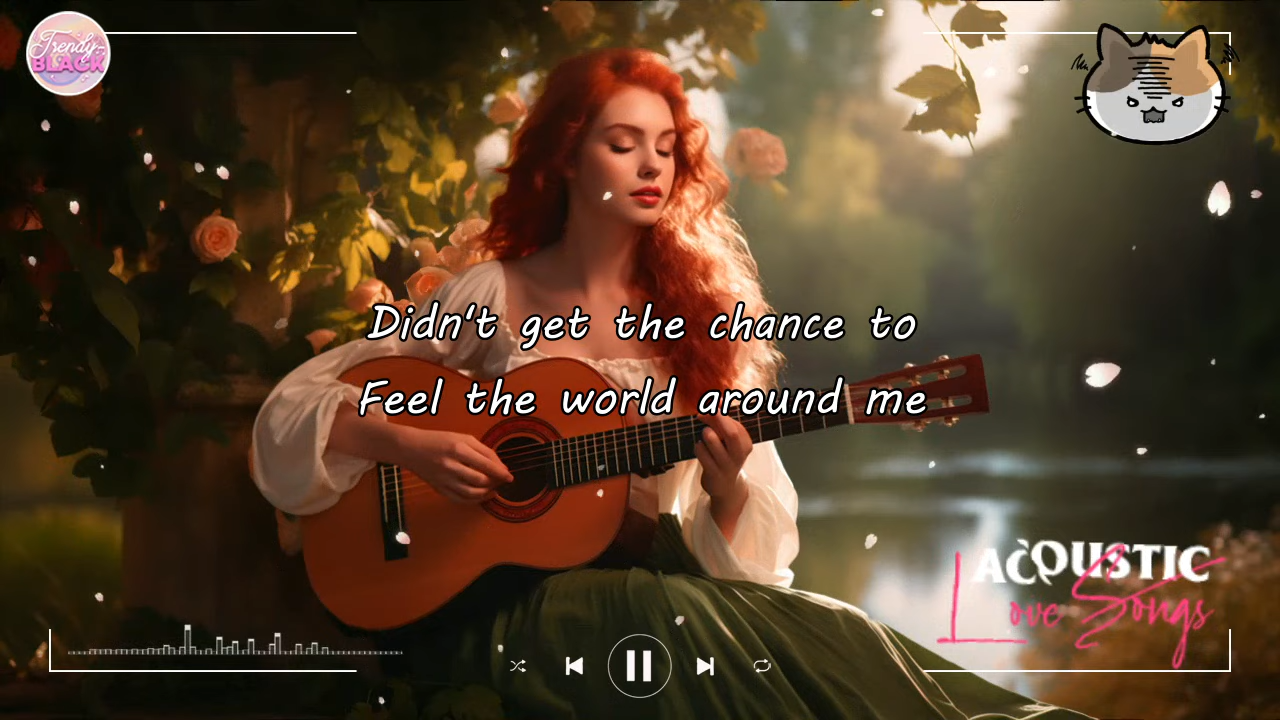 Trendy
BLACK
Didn't get the chance to
Feel the world around me
ACOUSTIC
Love Songs